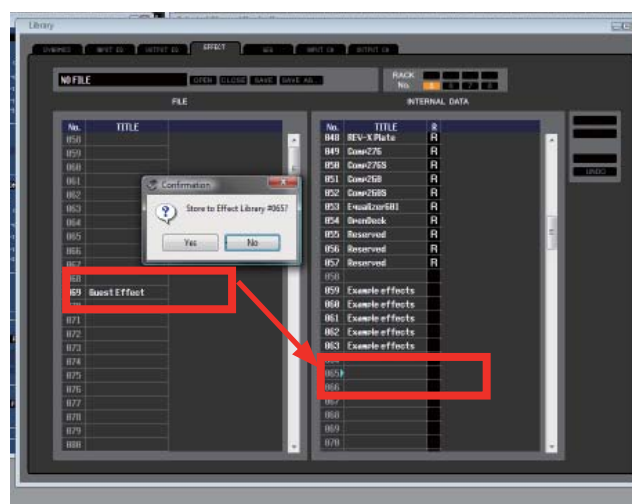 Library
DYNAMICS INPUT EQ OUTPUT EQ EFFECT GEQ INPUT CH OUTPUT CH
NO FILE OPEN CLOSE SAVE SAVE AS...
RACK
No. 5 6 7 8
FILE
INTERNAL DATA
No. TITLE
058
059
060
061
062
063
064
065
066
067
068
069 Guest Effect
071
072
073
074
075
076
077
078
079
080
Confirmation
Store to Effect Library #065?
Yes No
No. TITLE R
048 REV-X Plate R
049 Comp276 R
050 Comp276S R
051 Comp260 R
052 Comp260S R
053 Equalizer601 R
054 OpenDeck R
055 Reserved R
056 Reserved R
057 Reserved R
058
059 Example effects
060 Example effects
061 Example effects
062 Example effects
063 Example effects
064
065
066
067
068
069
070
UNDO